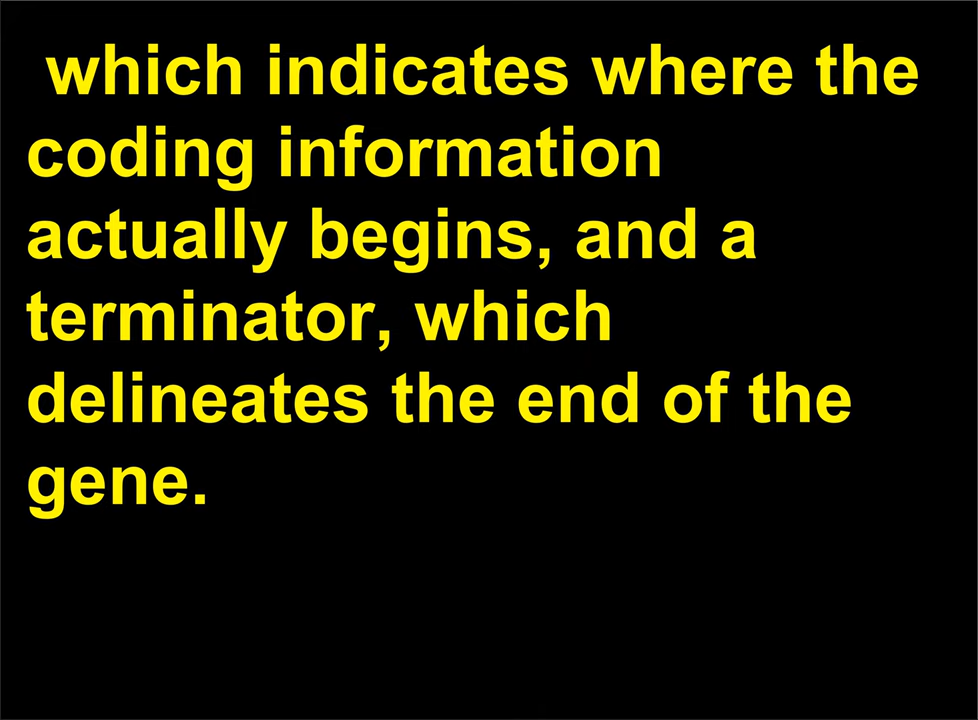 which indicates where the
coding information
actually begins, and a
terminator, which
delineates the end of the
gene.